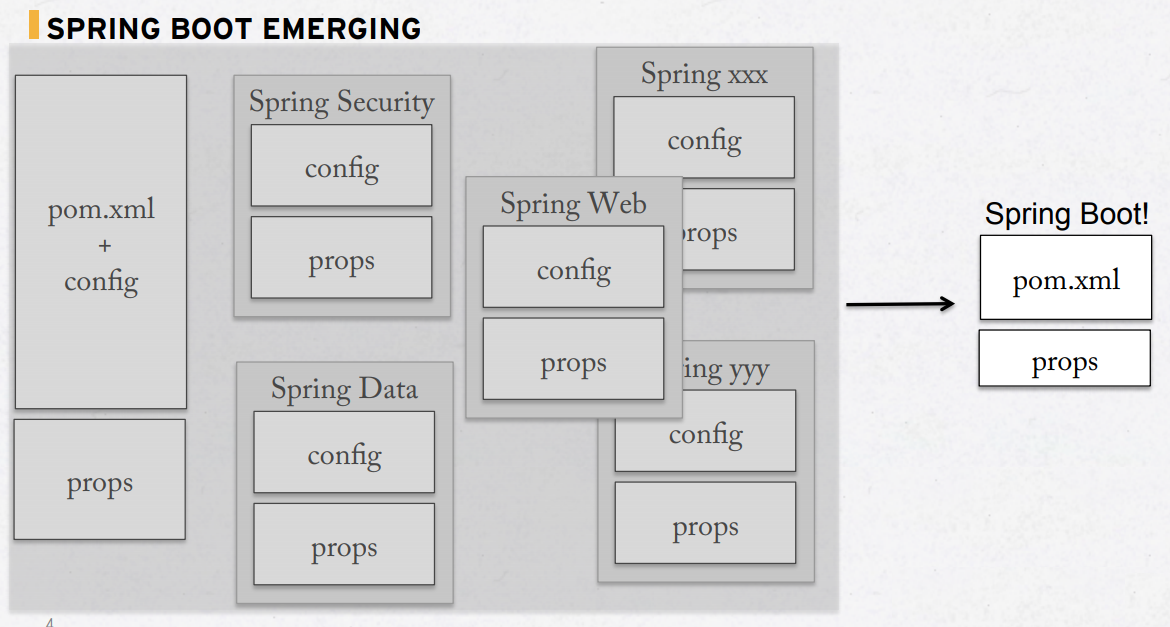 SPRING BOOT EMERGING
pom.xml
+
config
props
Spring Security
config
props
Spring Data
config
props
Spring Web
config
props
Spring xxx
config
props
ing yyy
config
props
Spring Boot!
pom.xml
props
4